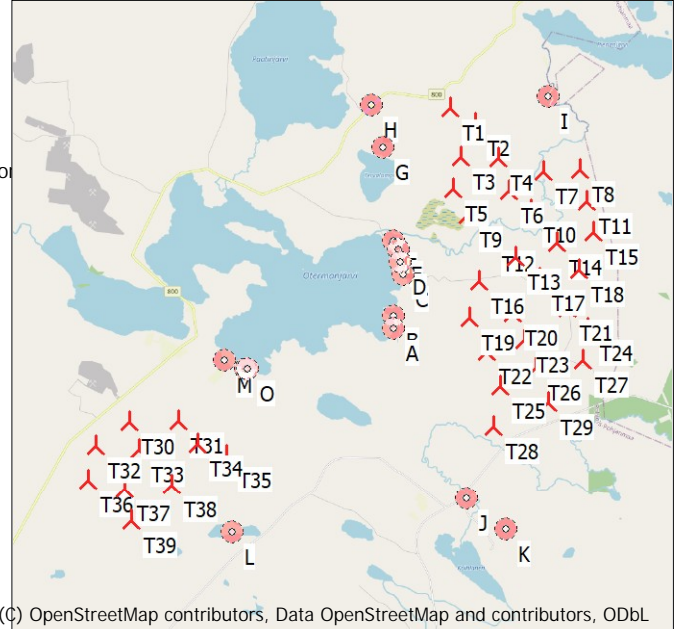 808
H
I
T1
G
T2
T3
T4
T7
T8
T5
T6
T11
T9
T10
T15
T12
T14
T13
D
T18
800
T16
T17
T21
T19
T20
A
T24
T23
M
O
T22
T26
T27
T25
T29
T30
T31
T28
T32
T33
T34
T35
T36
T37
T38
T39
J
K
L
(C) OpenStreetMap contributors, Data OpenStreetMap and contributors, ODbL